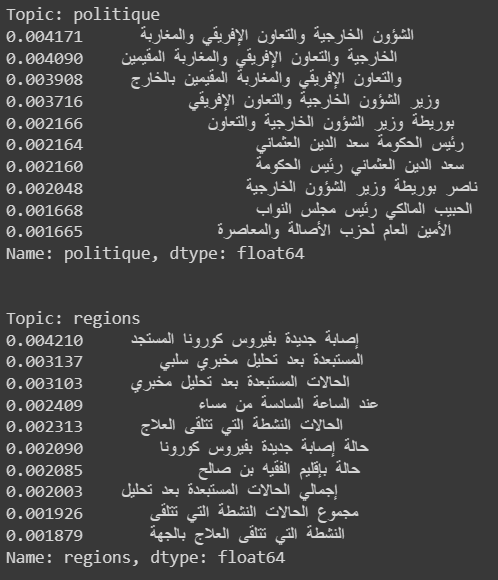 Topic: politique
0.004171 الشؤون الخارجية والتعاون الإفريقي والمغاربة
0.004090 الخارجية والتعاون الإفريقي والمغاربة المقيمين
0.003908 والتعاون الإفريقي والمغاربة المقيمين بالخارج
0.003716 وزير الشؤون الخارجية والتعاون الإفريقي
0.002166 بوريطة وزير الشؤون الخارجية والتعاون
0.002164 رئيس الحكومة سعد الدين العثماني
0.002160 سعد الدين العثماني رئيس الحكومة
0.002048 ناصر بوريطة وزير الشؤون الخارجية
0.001668 الحبيب المالكي رئيس مجلس النواب
0.001665 الأمين العام لحزب الأصالة والمعاصرة
Name: politique, dtype: float64
Topic: regions
0.004210 إصابة جديدة بفيروس كورونا المستجد
0.003137 المستبعدة بعد تحليل مخبري سلبي
0.003103 الحالات المستبعدة بعد تحليل مخبري
0.002409 عند الساعة السادسة من مساء
0.002313 الحالات النشطة التي تتلقى العلاج
0.002090 حالة إصابة جديدة بفيروس كورونا
0.002085 حالة بإقليم الفقيه بن صالح
0.002003 إجمالي الحالات المستبعدة بعد تحليل
0.001926 مجموع الحالات النشطة التي تتلقى
0.001879 النشطة التي تتلقى العلاج بالجهة
Name: regions, dtype: float64